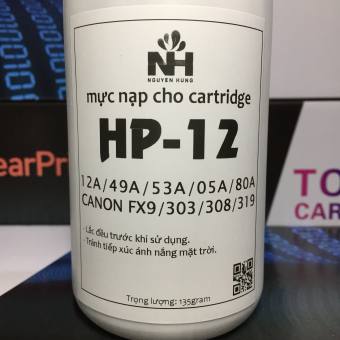 NH
NGUYEN HUNG
mực nạp cho cartridge
HP-12
12A/49A/53A/05A/80A
CANON FX9/303/308/319
- Lắc đều trước khi sử dụng.
- Tránh tiếp xúc ánh nắng mặt trời.
Trọng lượng: 135gram
earPr
TO
CAR